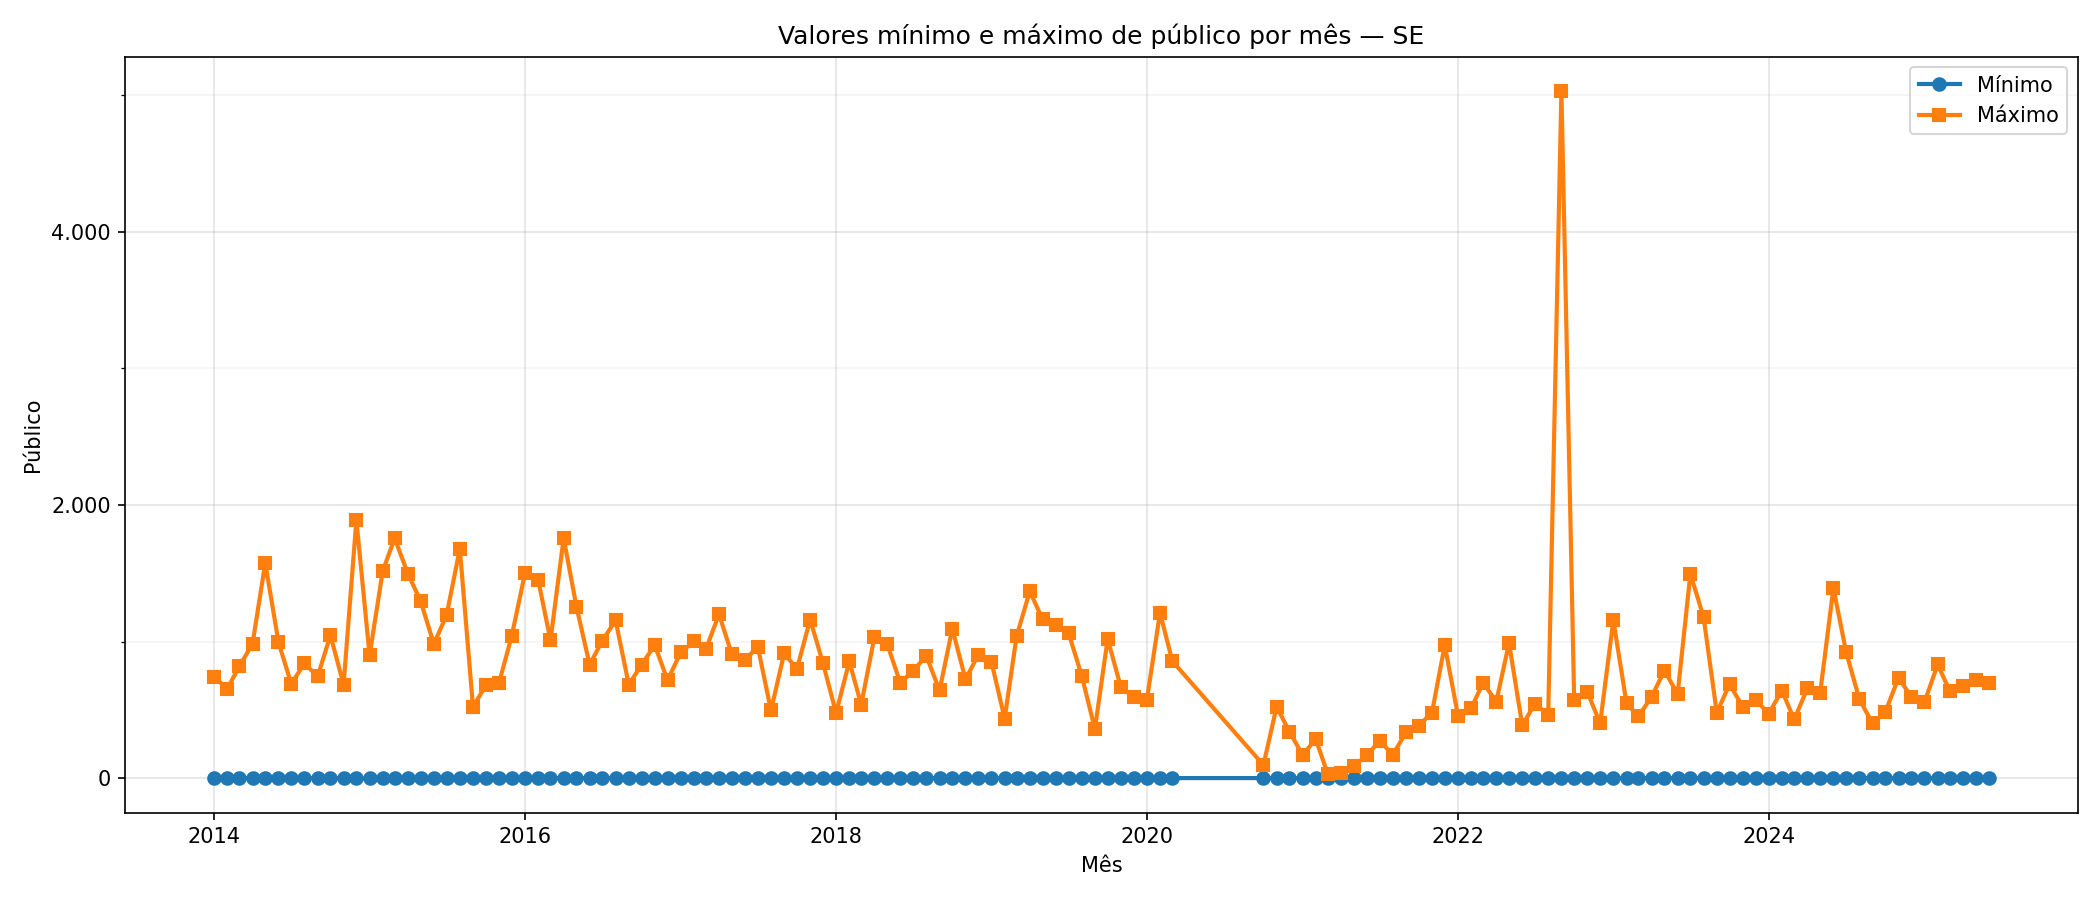 Valores mínimo e máximo de público por mês — SE
Mínimo
Máximo
4.000
2.000
0
Público
2014
2016
2018
2020
2022
2024
Mês